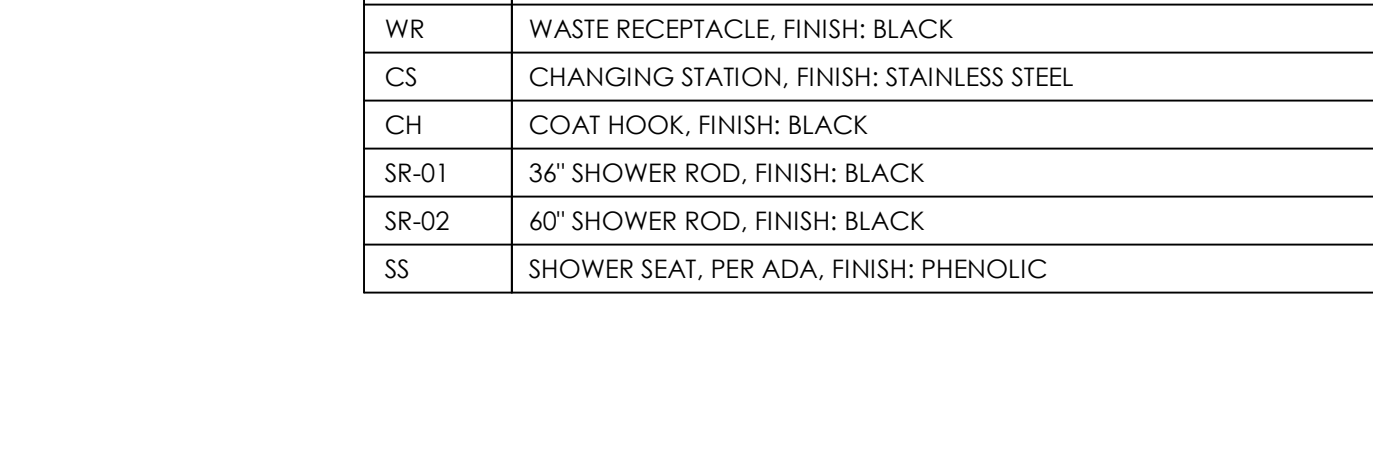 WR WASTE RECEPTACLE, FINISH: BLACK
CS CHANGING STATION, FINISH: STAINLESS STEEL
CH COAT HOOK, FINISH: BLACK
SR-01 36" SHOWER ROD, FINISH: BLACK
SR-02 60" SHOWER ROD, FINISH: BLACK
SS SHOWER SEAT, PER ADA, FINISH: PHENOLIC